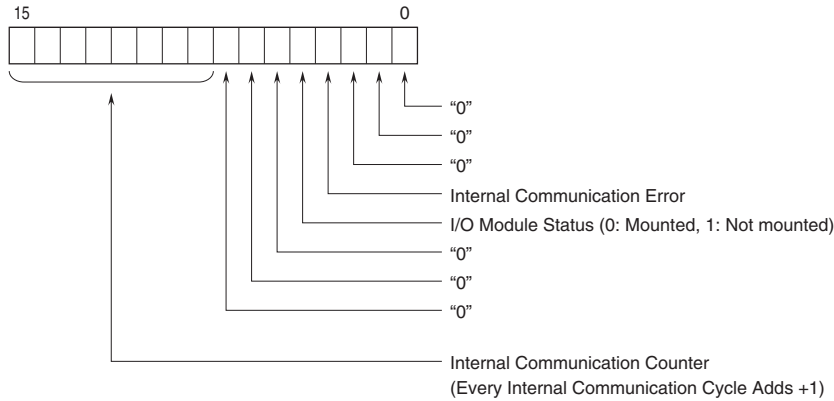 15 0
“0”
“0”
“0”
Internal Communication Error
I/O Module Status (0: Mounted, 1: Not mounted)
“0”
“0”
“0”
Internal Communication Counter
(Every Internal Communication Cycle Adds +1)